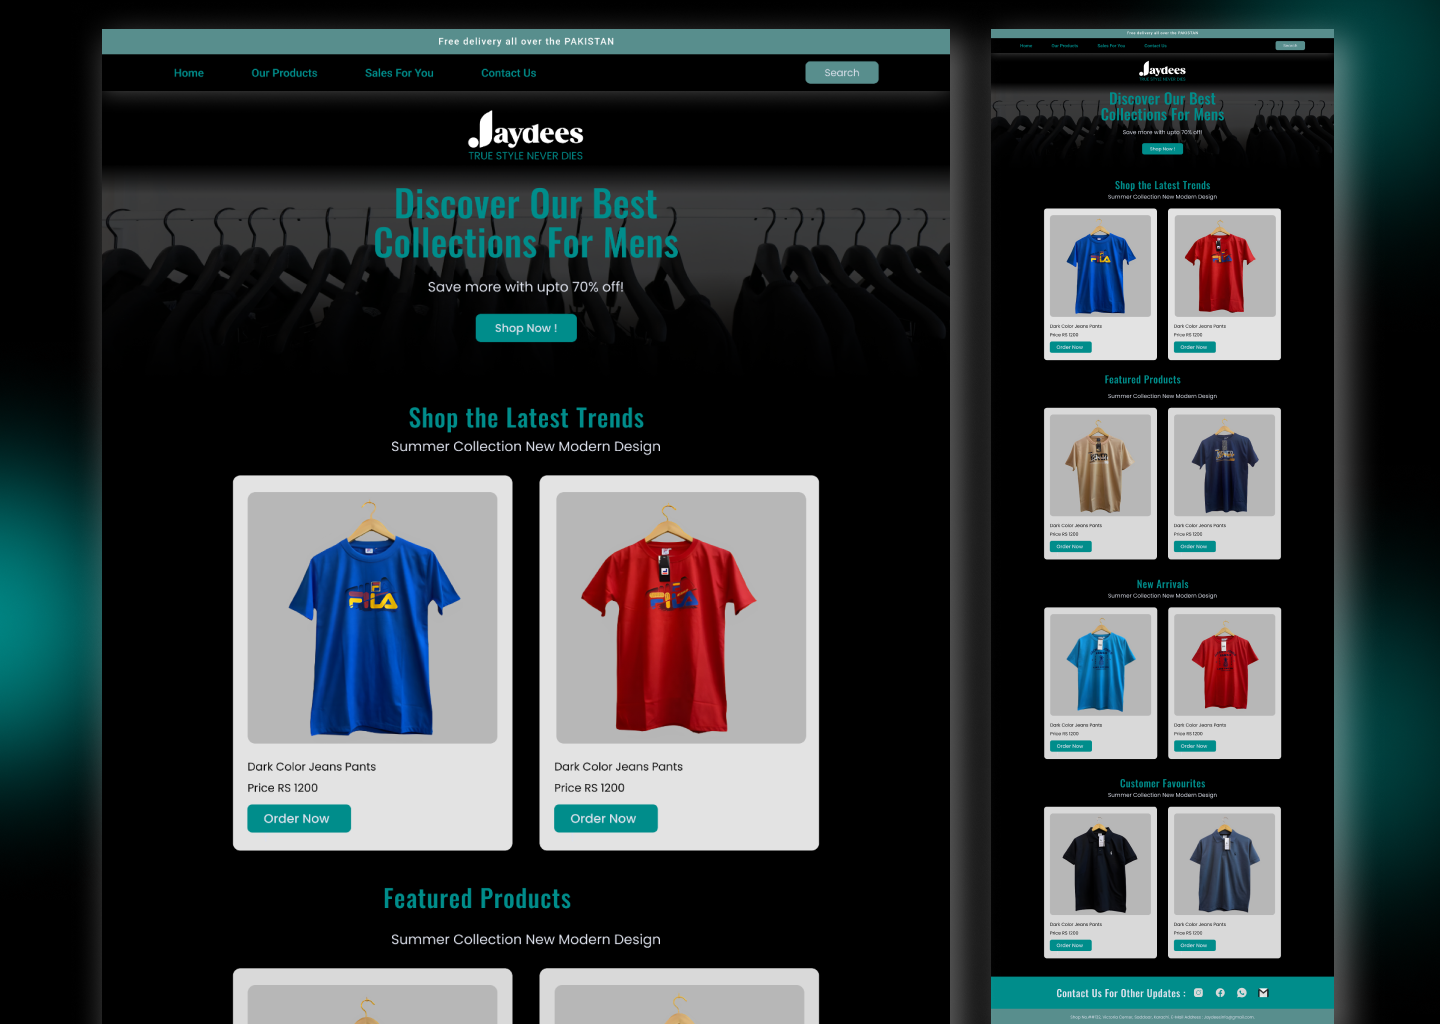 Free delivery all over the PAKISTAN
Home Our Products Sales For You Contact Us Search
Jaydees
TRUE STYLE NEVER DIES
Discover Our Best
Collections For Mens
Save more with upto 70% off!
Shop Now !
Shop the Latest Trends
Summer Collection New Modern Design
FILA
FILA
Dark Color Jeans Pants
Price RS 1200
Order Now
Dark Color Jeans Pants
Price RS 1200
Order Now
Featured Products
Summer Collection New Modern Design
Free delivery all over the PAKISTAN
Home Our Products Sales For You Contact Us Search
Jaydees
TRUE STYLE NEVER DIES
Discover Our Best
Collections For Mens
Save more with upto 70% off!
Shop Now !
Shop the Latest Trends
Summer Collection New Modern Design
FILA
FILA
Dark Color Jeans Pants
Price RS 1200
Order Now
Dark Color Jeans Pants
Price RS 1200
Order Now
Featured Products
Summer Collection New Modern Design
Dark Color Jeans Pants
Price RS 1200
Order Now
Dark Color Jeans Pants
Price RS 1200
Order Now
New Arrivals
Summer Collection New Modern Design
Dark Color Jeans Pants
Price RS 1200
Order Now
Dark Color Jeans Pants
Price RS 1200
Order Now
Customer Favourites
Summer Collection New Modern Design
Dark Color Jeans Pants
Price RS 1200
Order Now
Dark Color Jeans Pants
Price RS 1200
Order Now
Contact Us For Other Updates :